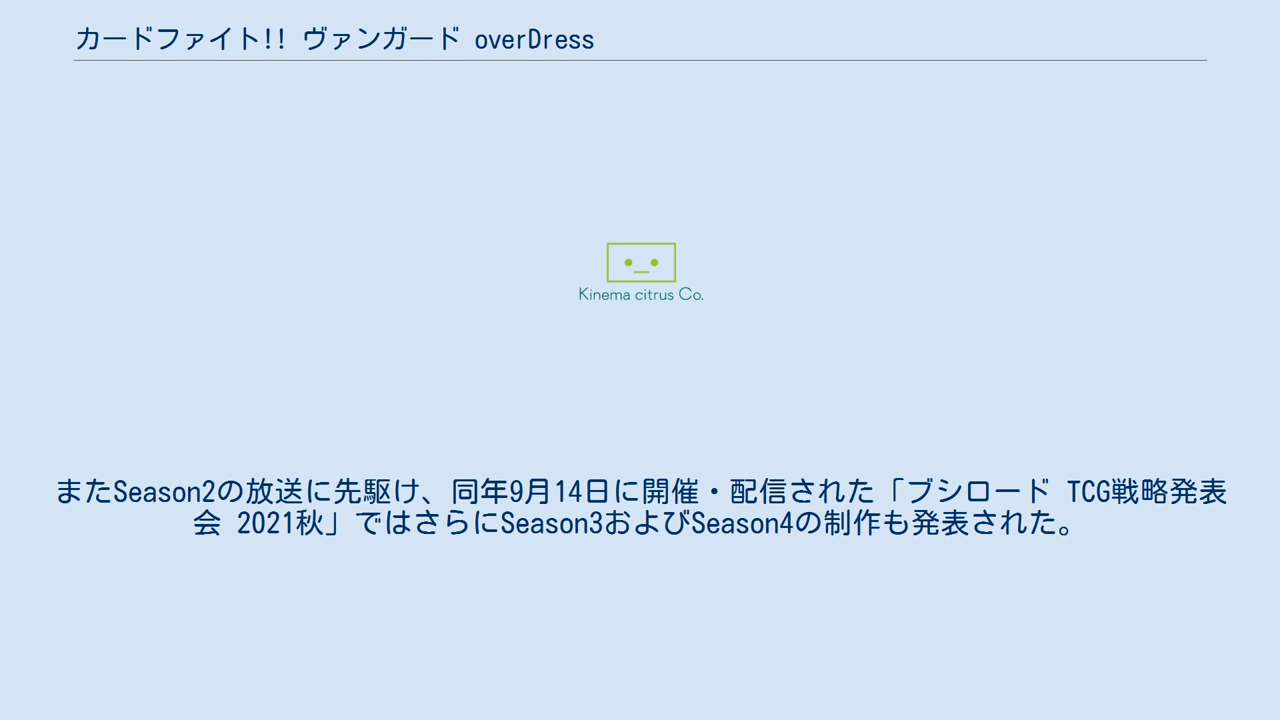 カードファイト!! ヴァンガード overDress
Kinema citrus Co.
またSeason2の放送に先駆け、同年9月14日に開催・配信された「ブシロード TCG戦略発表
会 2021秋」ではさらにSeason3およびSeason4の制作も発表された。